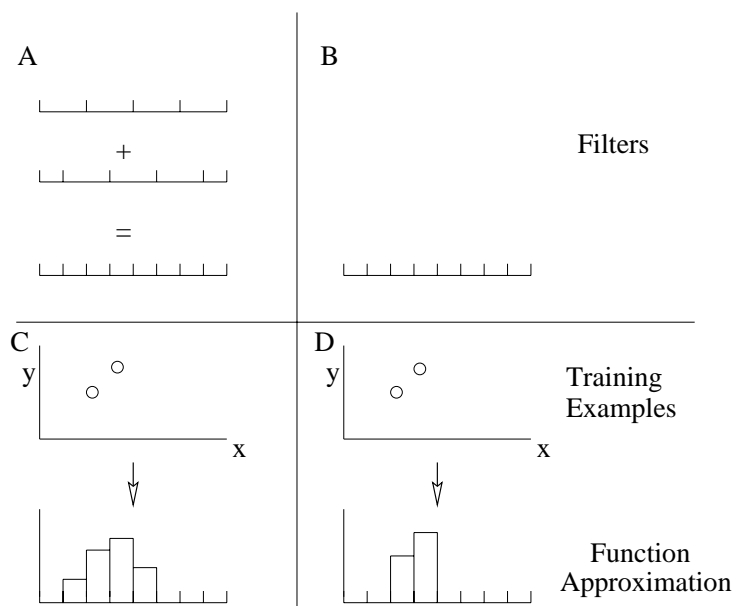 A
B
+
=
Filters
C
y
x
D
y
x
Training
Examples
Function
Approximation